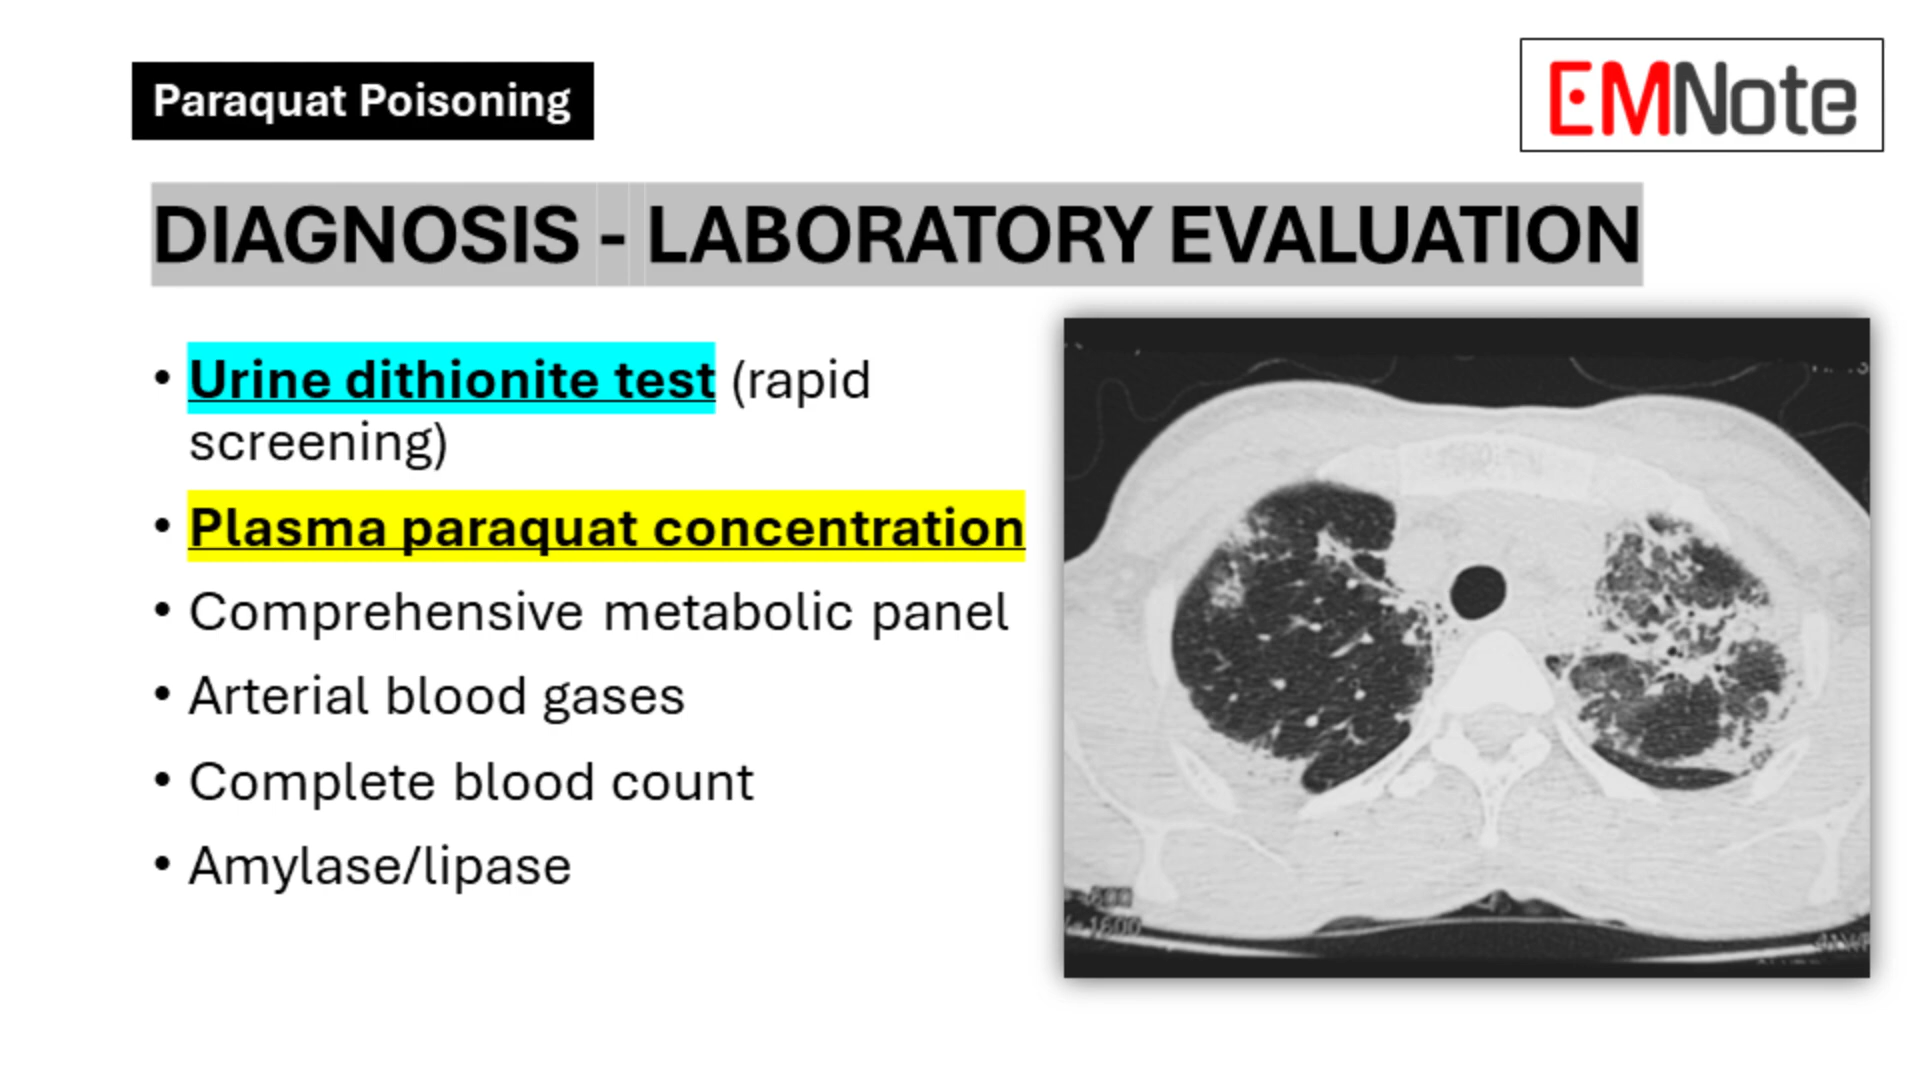 Paraquat Poisoning
EMNote
DIAGNOSIS - LABORATORY EVALUATION
• Urine dithionite test (rapid
screening)
• Plasma paraquat concentration
• Comprehensive metabolic panel
• Arterial blood gases
• Complete blood count
• Amylase/lipase